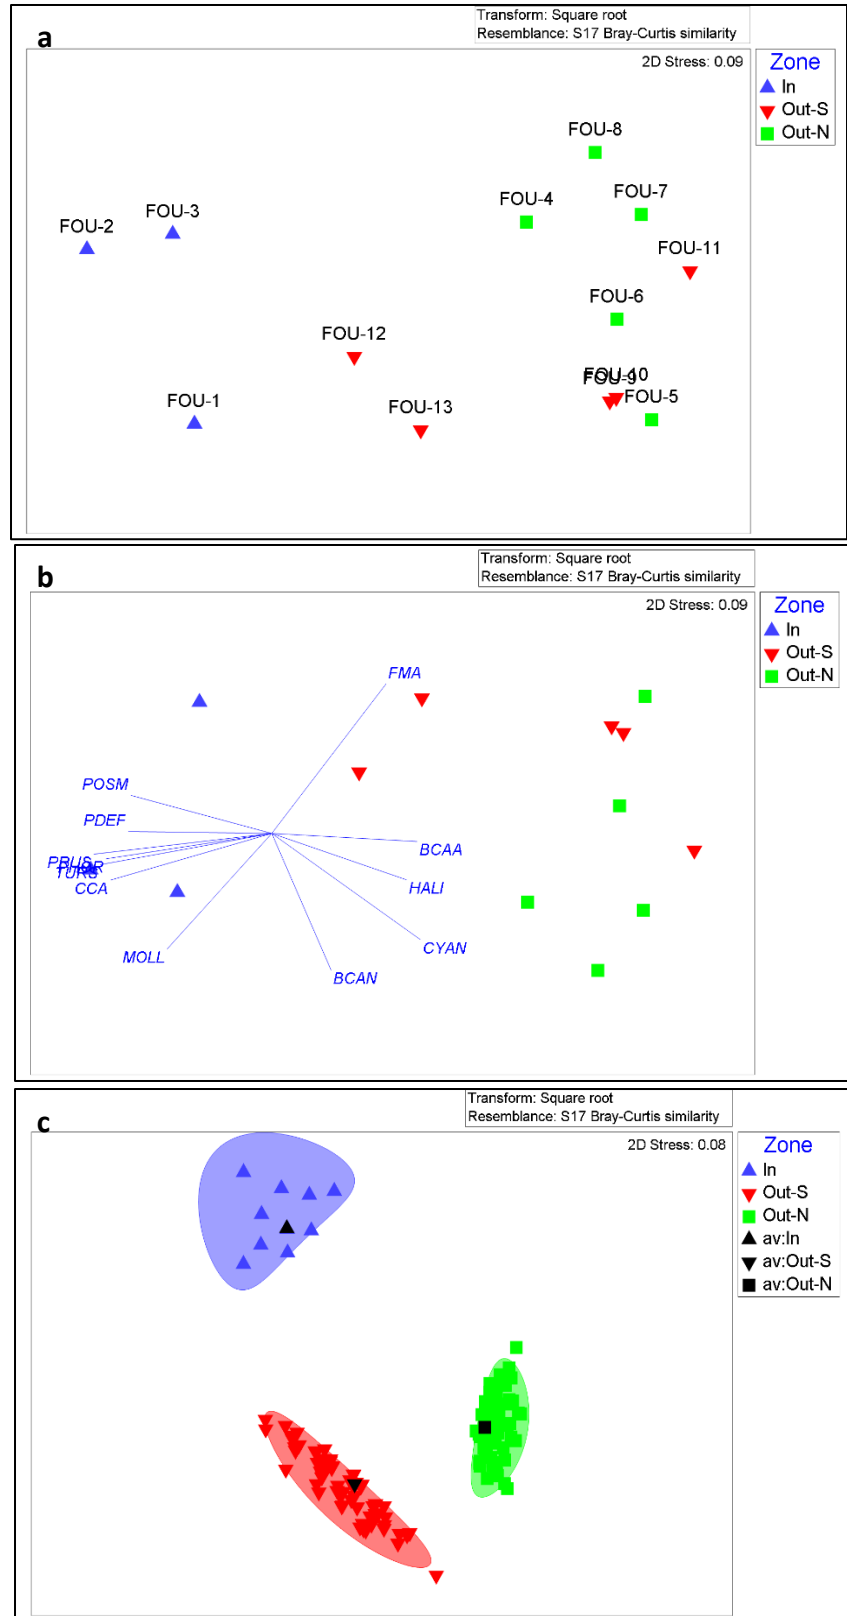 a
Transform: Square root
Resemblance: S17 Bray-Curtis similarity
2D Stress: 0.09
Zone
In
Out-S
Out-N
FOU-8
FOU-4
FOU-7
FOU-3
FOU-2
FOU-11
FOU-6
FOU-12
FOU-10
FOU-9
FOU-5
FOU-13
FOU-1
b
Transform: Square root
Resemblance: S17 Bray-Curtis similarity
2D Stress: 0.09
Zone
In
Out-S
Out-N
FMA
POSM
PDEF
BCAA
PRUS
TURS
CCA
HALI
CYAN
MOLL
BCAN
c
Transform: Square root
Resemblance: S17 Bray-Curtis similarity
2D Stress: 0.08
Zone
In
Out-S
Out-N
av:In
av:Out-S
av:Out-N